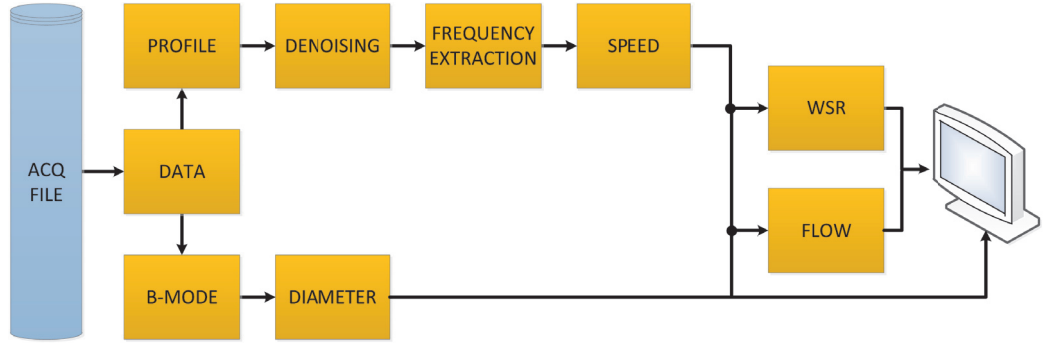 PROFILE
DENOISING
FREQUENCY
EXTRACTION
SPEED
WSR
ACQ
FILE
DATA
FLOW
B-MODE
DIAMETER